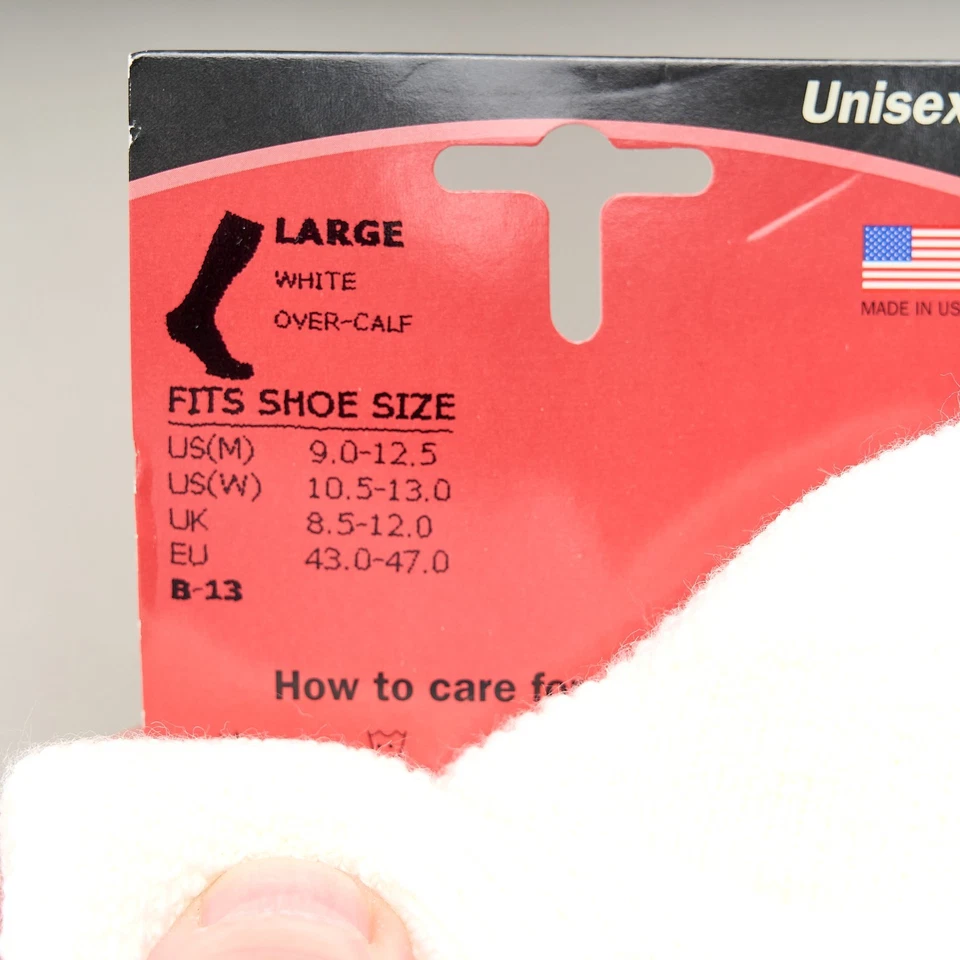 Unisex
LARGE
WHITE
OVER-CALF
MADE IN US
FITS SHOE SIZE
US(M) 9.0-12.5
US(W) 10.5-13.0
UK 8.5-12.0
EU 43.0-47.0
B-13
How to care